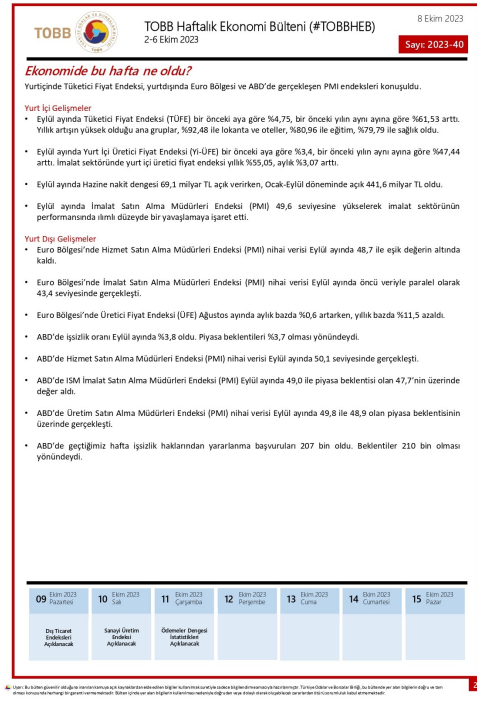 8 Ekim 2023
TOBB
TOBB Haftalık Ekonomi Bülteni (#TOBBHEB)
2-6 Ekim 2023
Sayı: 2023-40
Ekonomide bu hafta ne oldu?
Yurtiçinde Tüketici Fiyat Endeksi, yurtdışında Euro Bölgesi ve ABD'de gerçekleşen PMI endeksleri konuşuldu.
Yurt İçi Gelişmeler
• Eylül ayında Tüketici Fiyat Endeksi (TÜFE) bir önceki aya göre %4,75, bir önceki yılın aynı ayına göre %61,53 arttı.
Yıllık artışın yüksek olduğu ana gruplar, %92,48 ile lokanta ve oteller, %80,96 ile eğitim, %79,79 ile sağlık oldu.
• Eylül ayında Yurt İçi Üretici Fiyat Endeksi (Yi-ÜFE) bir önceki aya göre %3,4, bir önceki yılın aynı ayına göre %47,44
arttı. İmalat sektöründe yurt içi üretici fiyat endeksi yıllık %55,05, aylık %3,07 arttı.
• Eylül ayında Hazine nakit dengesi 69,1 milyar TL açık verirken, Ocak-Eylül döneminde açık 441,6 milyar TL oldu.
• Eylül ayında İmalat Satın Alma Müdürleri Endeksi (PMI) 49,6 seviyesine yükselerek imalat sektörünün
performansında ılımlı düzeyde bir yavaşlamaya işaret etti.
Yurt Dışı Gelişmeler
• Euro Bölgesi'nde Hizmet Satın Alma Müdürleri Endeksi (PMI) nihai verisi Eylül ayında 48,7 ile eşik değerin altında
kaldı.
• Euro Bölgesi'nde İmalat Satın Alma Müdürleri Endeksi (PMI) nihai verisi Eylül ayında öncü veriyle paralel olarak
43,4 seviyesinde gerçekleşti.
• Euro Bölgesi'nde Üretici Fiyat Endeksi (ÜFE) Ağustos ayında aylık bazda %0,6 artarken, yıllık bazda %11,5 azaldı.
• ABD'de işsizlik oranı Eylül ayında %3,8 oldu. Piyasa beklentileri %3,7 olması yönündeydi.
• ABD'de Hizmet Satın Alma Müdürleri Endeksi (PMI) nihai verisi Eylül ayında 50,1 seviyesinde gerçekleşti.
• ABD'de ISM İmalat Satın Alma Müdürleri Endeksi (PMI) Eylül ayında 49,0 ile piyasa beklentisi olan 47,7'nin üzerinde
değer aldı.
• ABD'de Üretim Satın Alma Müdürleri Endeksi (PMI) nihai verisi Eylül ayında 49,8 ile 48,9 olan piyasa beklentisinin
üzerinde gerçekleşti.
• ABD'de geçtiğimiz hafta işsizlik haklarından yararlanma başvuruları 207 bin oldu. Beklentiler 210 bin olması
yönündeydi.
09 Ekim 2023 Pazartesi
10 Ekim 2023 Salı
11 Ekim 2023 Çarşamba
12 Ekim 2023 Perşembe
13 Ekim 2023 Cuma
14 Ekim 2023 Cumartesi
15 Ekim 2023 Pazar
Dış Ticaret
Endeksleri
Açıklanacak
Sanayi Üretim
Endeksi
Açıklanacak
Ödemeler Dengesi
İstatistikleri
Açıklanacak
2